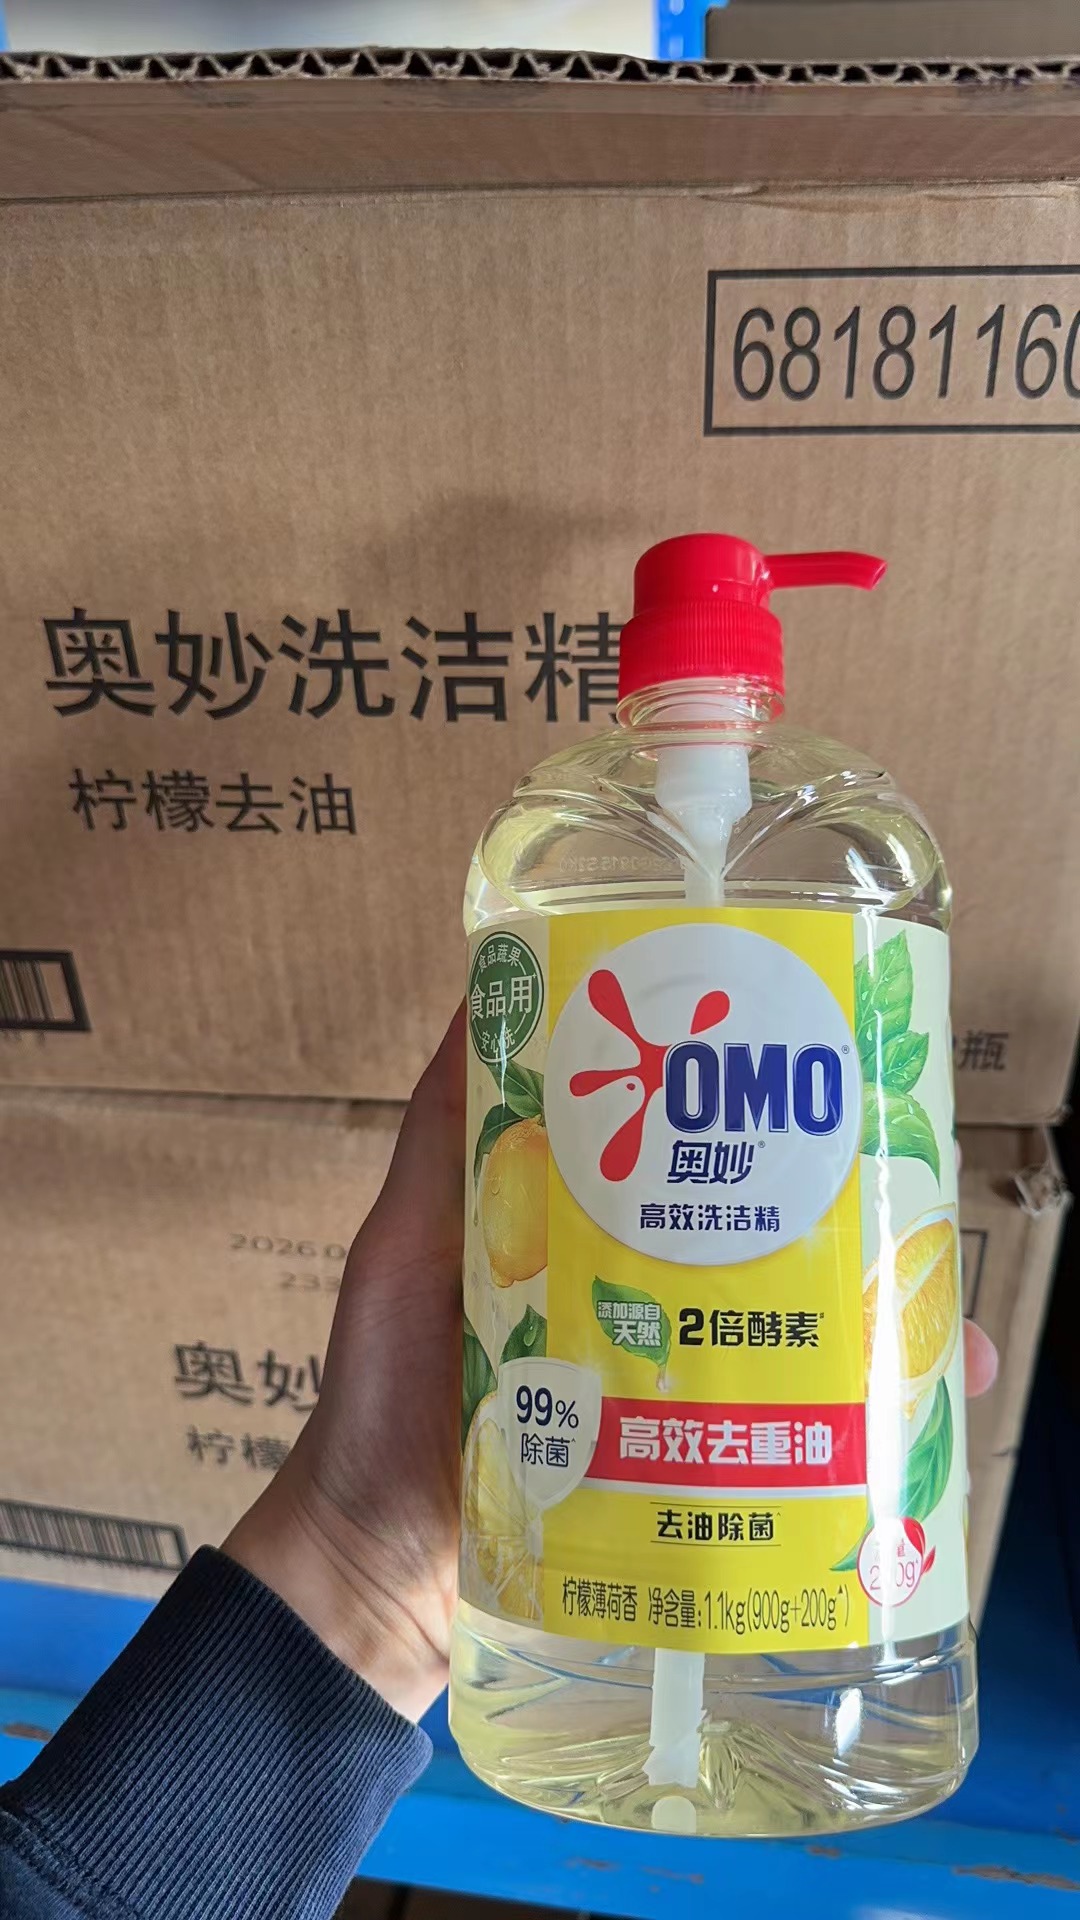 68181160
奥妙洗洁精
柠檬去油
瓶
食品蔬果
食品用
安心洗
OMO
奥妙
高效洗洁精
添加源自
天然
2倍酵素
99%
除菌
高效去重油
去油除菌
柠檬薄荷香 净含量:1.1kg(900g+200g)
2026 0
233
奥妙
柠檬